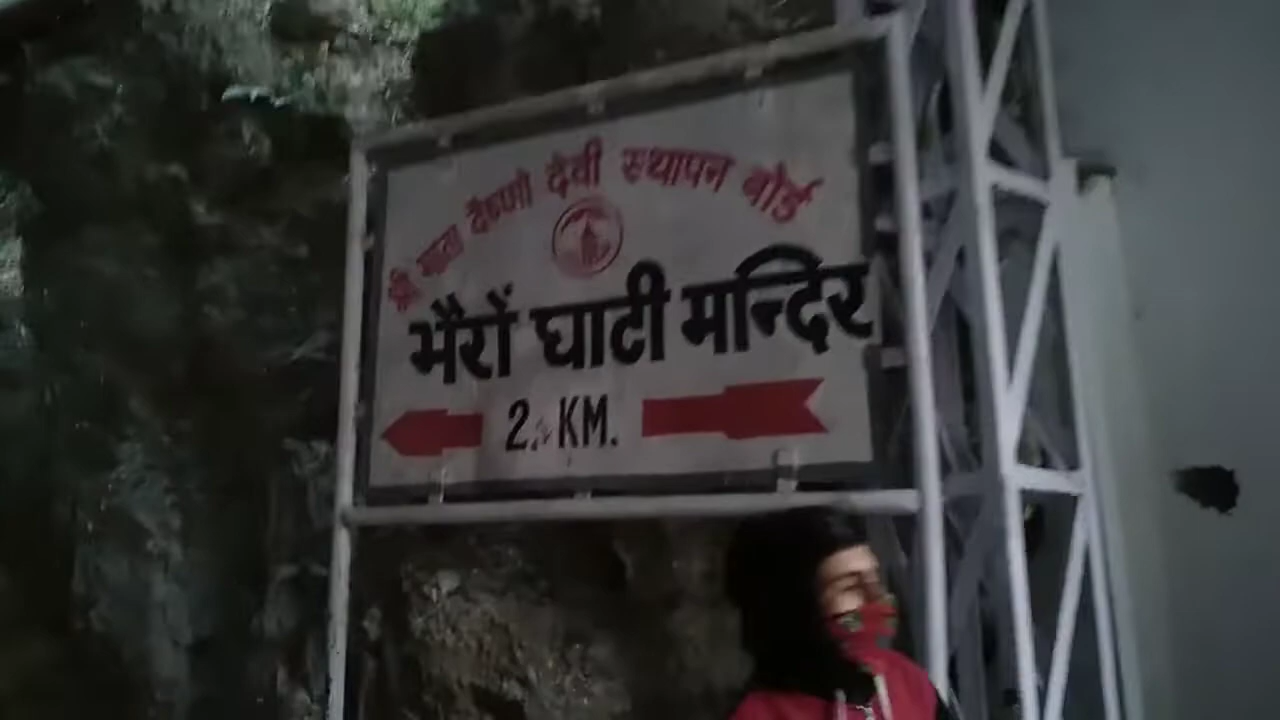 श्री माता वैष्णो देवी स्थापन बोर्ड
भैरों घाटी मन्दिर
2. KM.